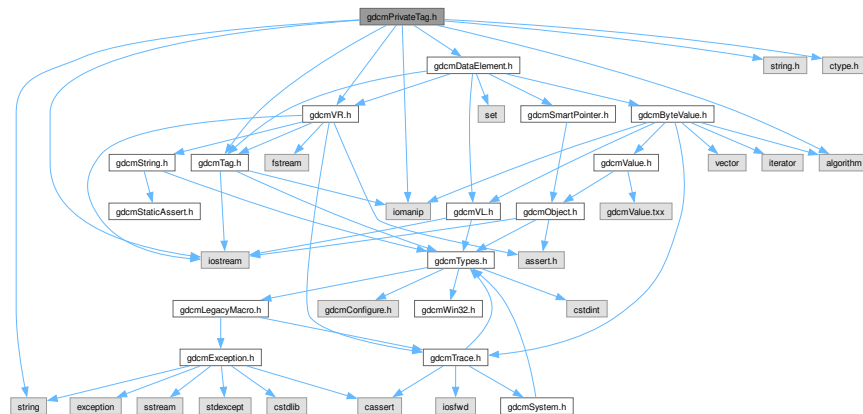 gdcmPrivateTag.h
gdcmDataElement.h
string.h
ctype.h
gdcmVR.h
set
gdcmSmartPointer.h
gdcmByteValue.h
gdcmString.h
gdcmTag.h
fstream
gdcmValue.h
vector
iterator
algorithm
gdcmStaticAssert.h
iomanip
gdcmVL.h
gdcmObject.h
gdcmValue.txx
iostream
gdcmTypes.h
assert.h
gdcmLegacyMacro.h
gdcmConfigure.h
gdcmWin32.h
cstdint
gdcmException.h
gdcmTrace.h
string
exception
sstream
stdexcept
cstdlib
cassert
iosfwd
gdcmSystem.h